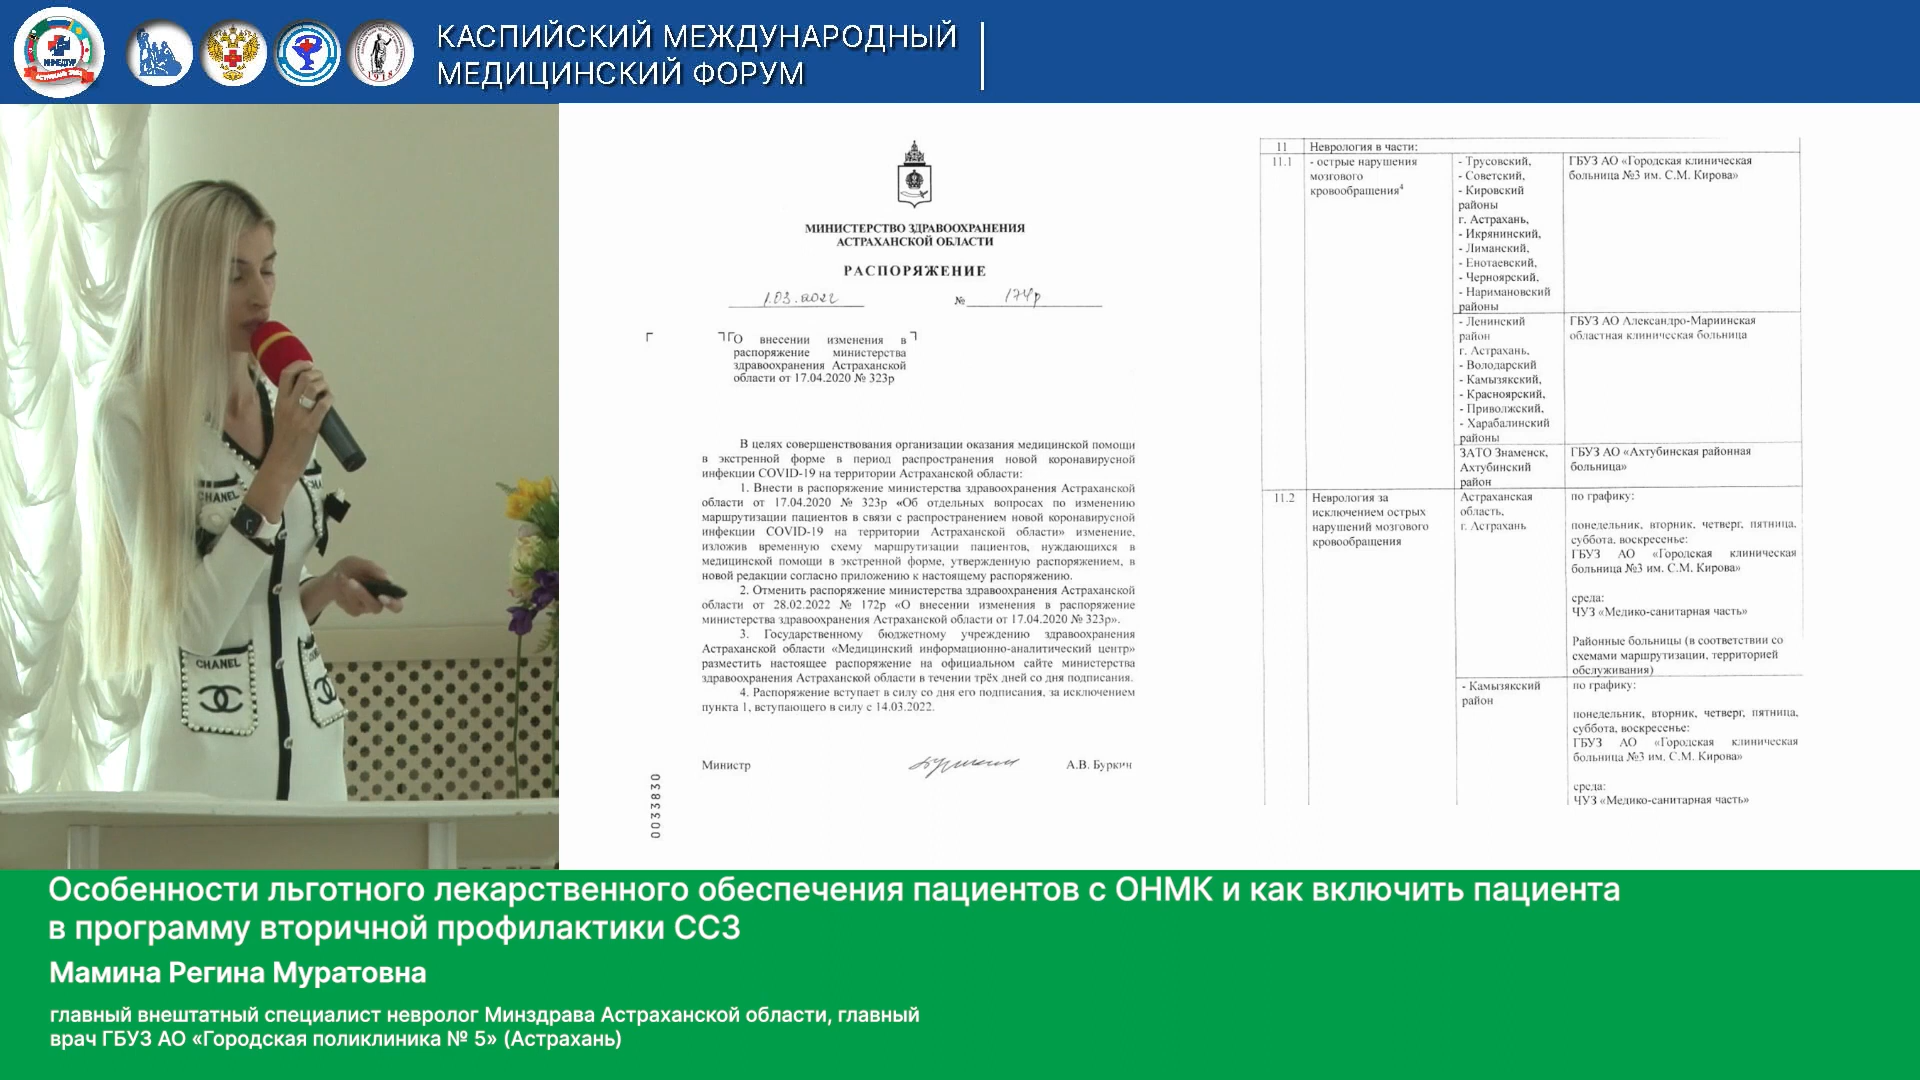 КАСПИЙСКИЙ МЕЖДУНАРОДНЫЙ
МЕДИЦИНСКИЙ ФОРУМ
1918
CHANEL
CHANEL
МИНИСТЕРСТВО ЗДРАВООХРАНЕНИЯ
АСТРАХАНСКОЙ ОБЛАСТИ
РАСПОРЯЖЕНИЕ
1.03.2022 № 174р
О внесении изменения в
распоряжение министерства
здравоохранения Астраханской
области от 17.04.2020 № 323р
В целях совершенствования организации оказания медицинской помощи
в экстренной форме в период распространения новой коронавирусной
инфекции COVID-19 на территории Астраханской области:
1. Внести в распоряжение министерства здравоохранения Астраханской
области от 17.04.2020 № 323р «Об отдельных вопросах по изменению
маршрутизации пациентов в связи с распространением новой коронавирусной
инфекции COVID-19 на территории Астраханской области» изменение,
изложив временную схему маршрутизации пациентов, нуждающихся в
медицинской помощи в экстренной форме, утвержденную распоряжением, в
новой редакции согласно приложению к настоящему распоряжению.
2. Отменить распоряжение министерства здравоохранения Астраханской
области от 28.02.2022 № 172р «О внесении изменения в распоряжение
министерства здравоохранения Астраханской области от 17.04.2020 № 323р».
3. Государственному бюджетному учреждению здравоохранения
Астраханской области «Медицинский информационно-аналитический центр»
разместить настоящее распоряжение на официальном сайте министерства
здравоохранения Астраханской области в течении трёх дней со дня подписания.
4. Распоряжение вступает в силу со дня его подписания, за исключением
пункта 1, вступающего в силу с 14.03.2022.
Министр А.В. Буркин
0033830
11 Неврология в части:
11.1 - острые нарушения
мозгового
кровообращения⁴
- Трусовский,
- Советский,
- Кировский
районы
г. Астрахань,
- Икрянинский,
- Лиманский,
- Енотаевский,
- Черноярский,
- Наримановский
районы
ГБУЗ АО «Городская клиническая
больница №3 им. С.М. Кирова»
- Ленинский
район
г. Астрахань,
- Володарский
- Камызякский,
- Красноярский,
- Приволжский,
- Харабалинский
районы
ГБУЗ АО Александро-Мариинская
областная клиническая больница
ЗАТО Знаменск,
Ахтубинский
район
ГБУЗ АО «Ахтубинская районная
больница»
11.2 Неврология за
исключением острых
нарушений мозгового
кровообращения
Астраханская
область,
г. Астрахань
по графику:
понедельник, вторник, четверг, пятница,
суббота, воскресенье:
ГБУЗ АО «Городская клиническая
больница №3 им. С.М. Кирова»
среда:
ЧУЗ «Медико-санитарная часть»
Районные больницы (в соответствии со
схемами маршрутизации, территорией
обслуживания)
- Камызякский
район
по графику:
понедельник, вторник, четверг, пятница,
суббота, воскресенье:
ГБУЗ АО «Городская клиническая
больница №3 им. С.М. Кирова»
среда:
ЧУЗ «Медико-санитарная часть»
Особенности льготного лекарственного обеспечения пациентов с ОНМК и как включить пациента
в программу вторичной профилактики ССЗ
Мамина Регина Муратовна
главный внештатный специалист невролог Минздрава Астраханской области, главный
врач ГБУЗ АО «Городская поликлиника № 5» (Астрахань)